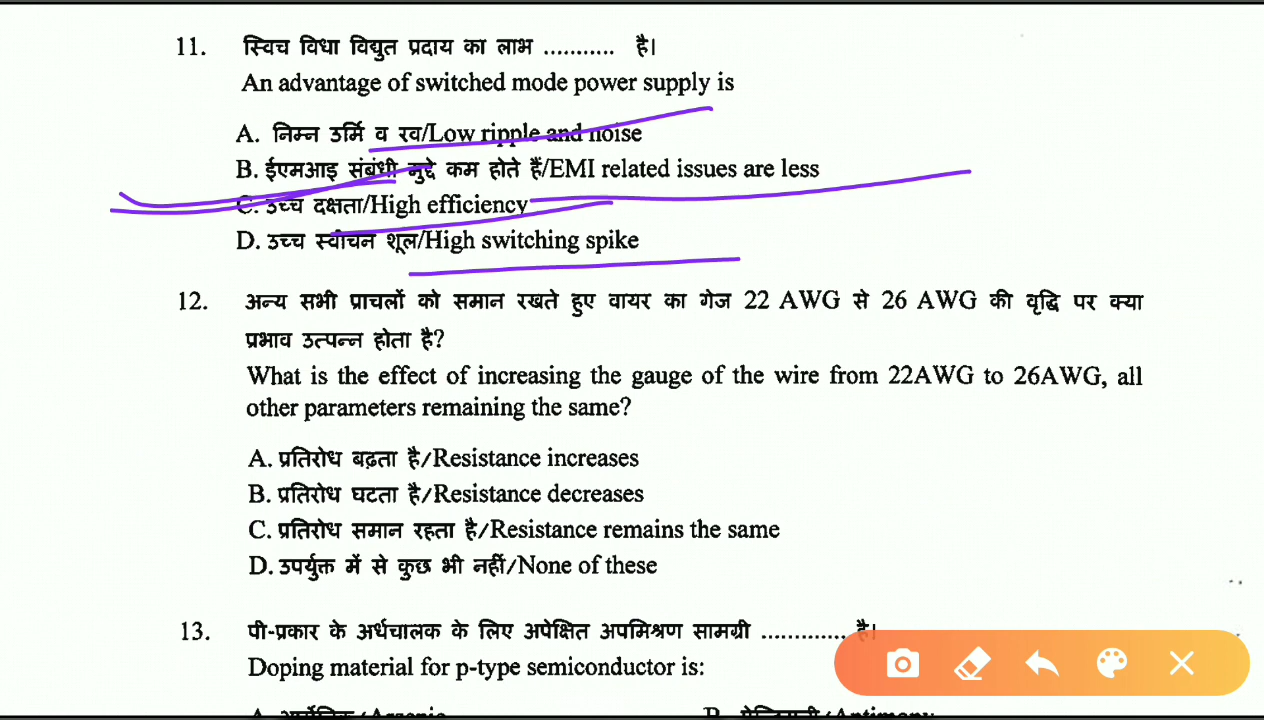 11. स्विच विधा विद्युत प्रदाय का लाभ ........... है।
An advantage of switched mode power supply is
A. निम्न उर्मि व रव/Low ripple and noise
B. ईएमआइ संबंधी मुद्दे कम होते हैं/EMI related issues are less
C. उच्च दक्षता/High efficiency
D. उच्च स्वीचन शूल/High switching spike
12. अन्य सभी प्राचलों को समान रखते हुए वायर का गेज 22 AWG से 26 AWG की वृद्धि पर क्या
प्रभाव उत्पन्न होता है?
What is the effect of increasing the gauge of the wire from 22AWG to 26AWG, all
other parameters remaining the same?
A. प्रतिरोध बढ़ता है/Resistance increases
B. प्रतिरोध घटता है/Resistance decreases
C. प्रतिरोध समान रहता है/Resistance remains the same
D. उपर्युक्त में से कुछ भी नहीं/None of these
13. पी-प्रकार के अर्धचालक के लिए अपेक्षित अपमिश्रण सामग्री ............. है।
Doping material for p-type semiconductor is:
A. आर्सेनिक/Arsenic B. /Antimony